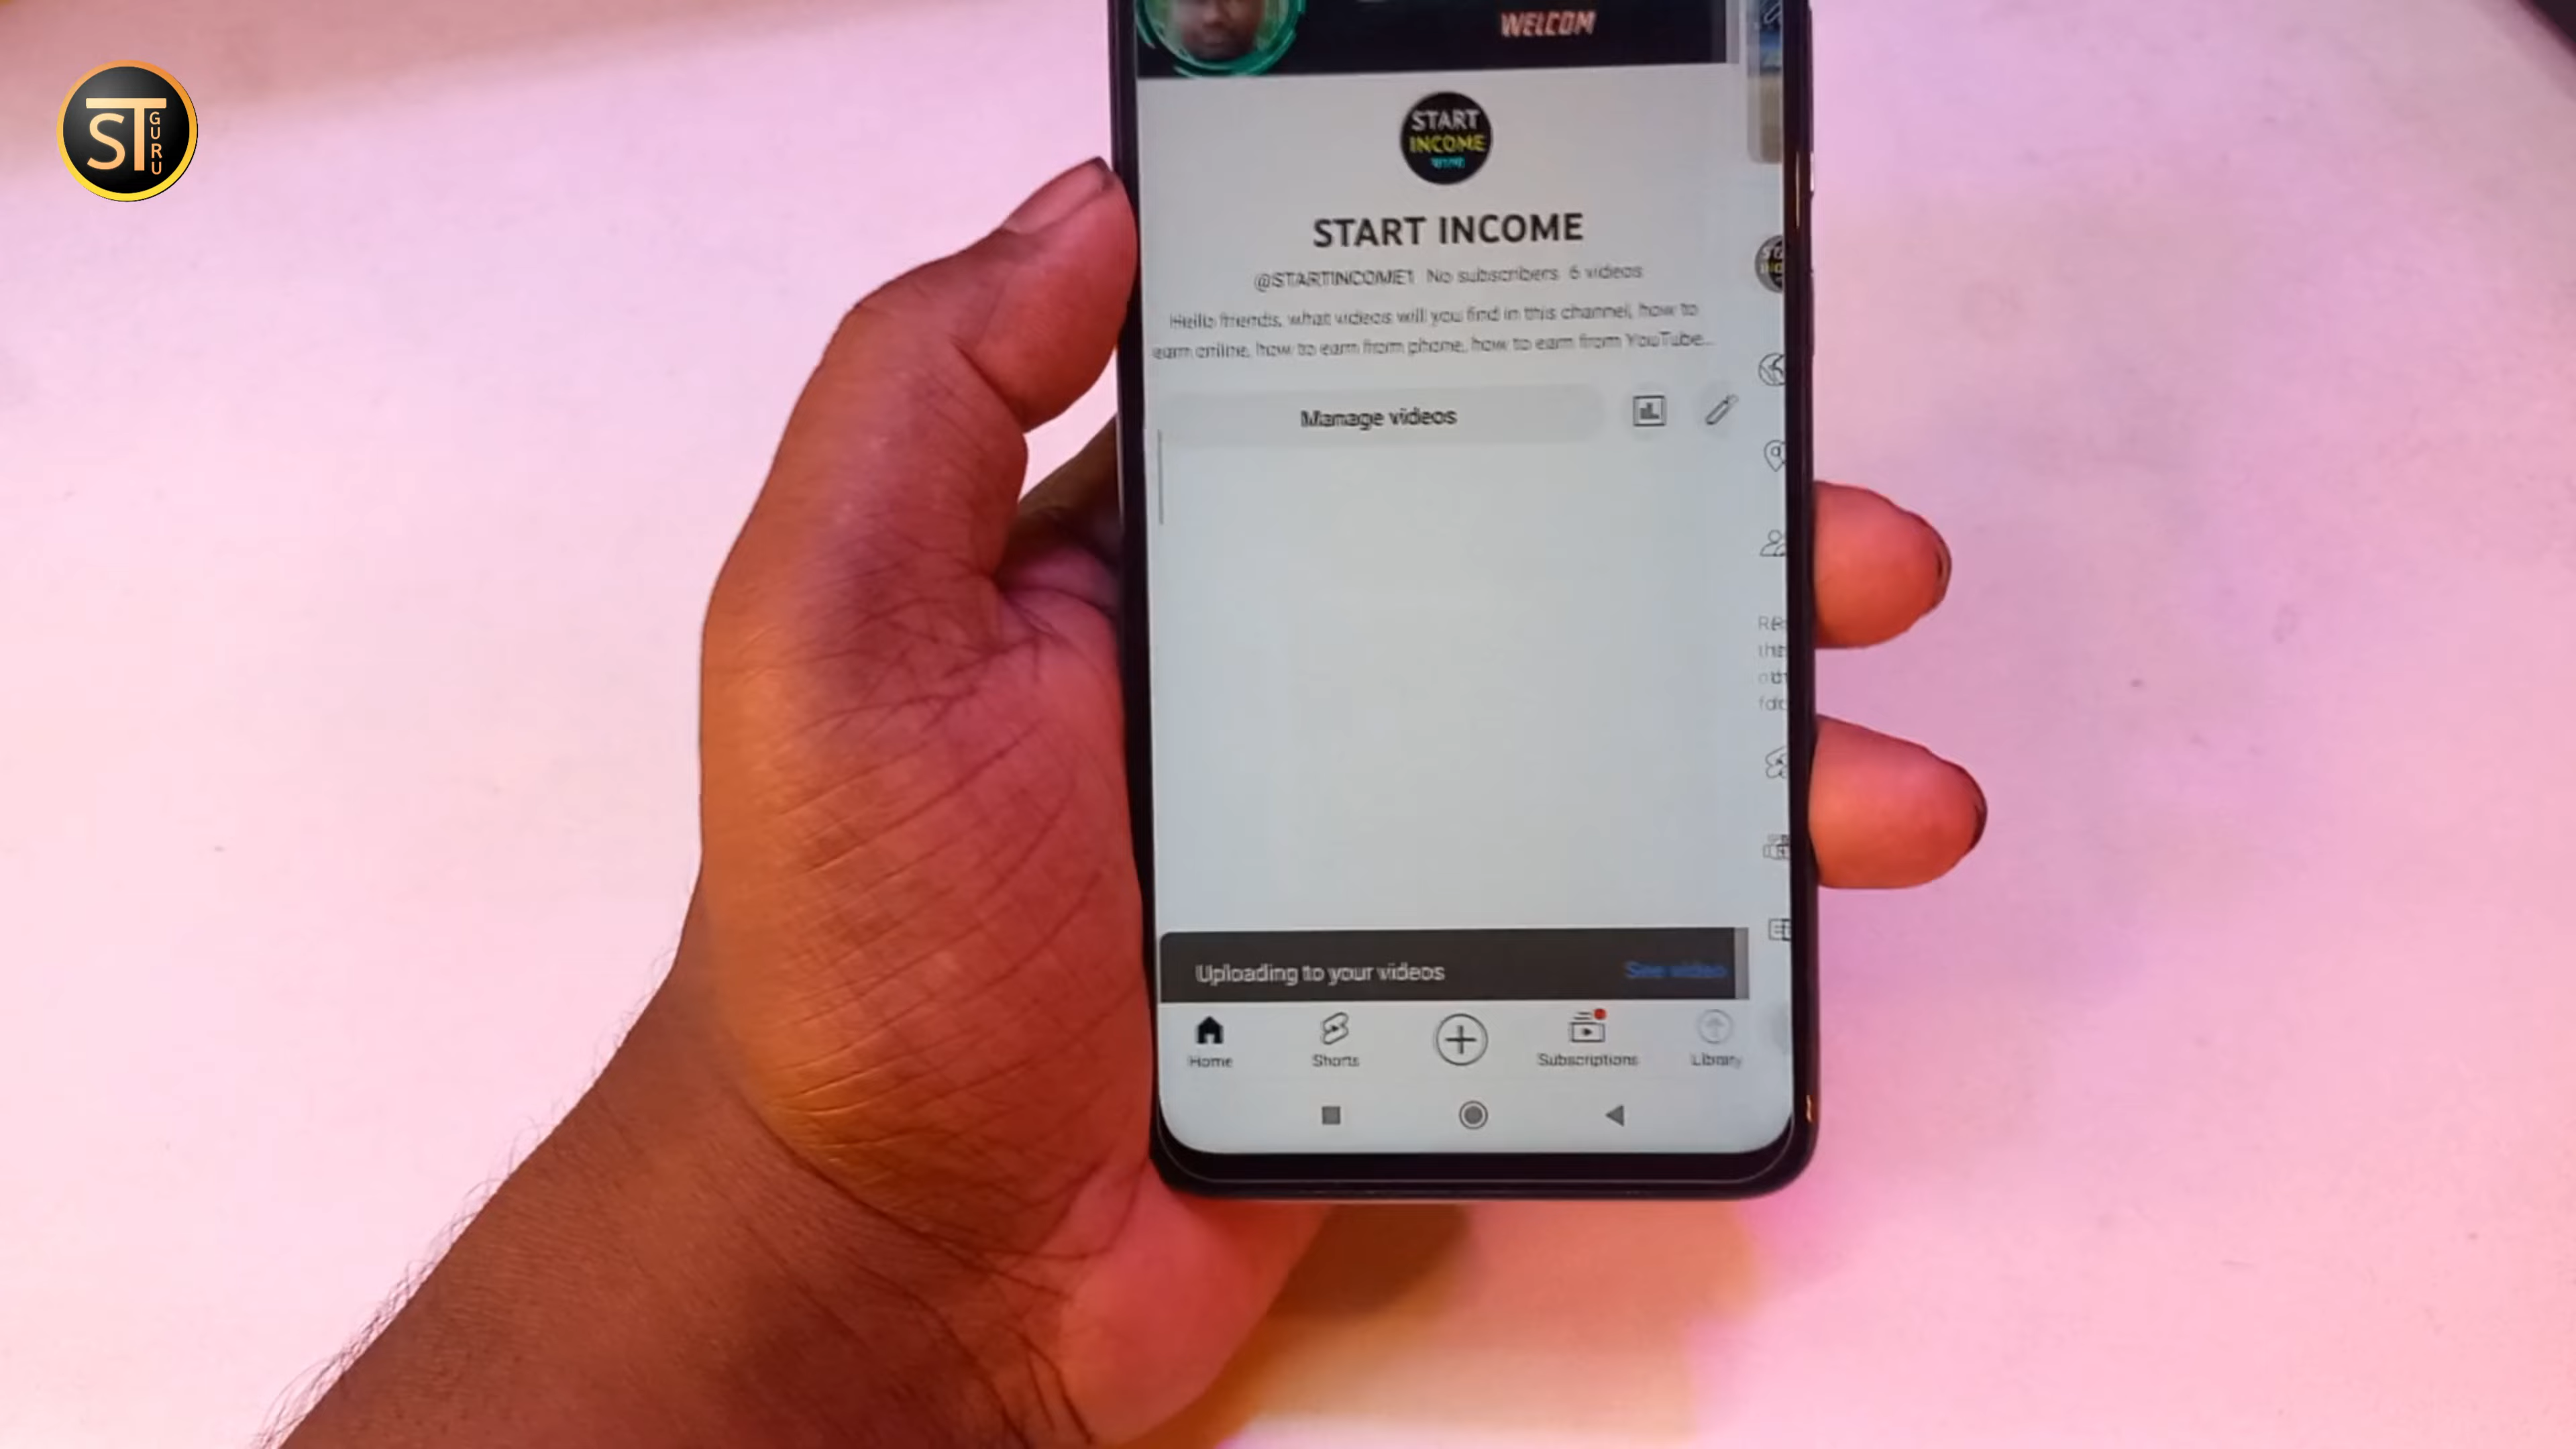 ST
GURU
WELCOM
START
INCOME
বাংলা
START INCOME
@STARTINCOME1 No subscribers 6 videos
Hello friends, what videos will you find in this channel, how to
earn online, how to earn from phone, how to earn from YouTube...
Manage videos
Uploading to your videos See video
Home Shorts Subscriptions Library